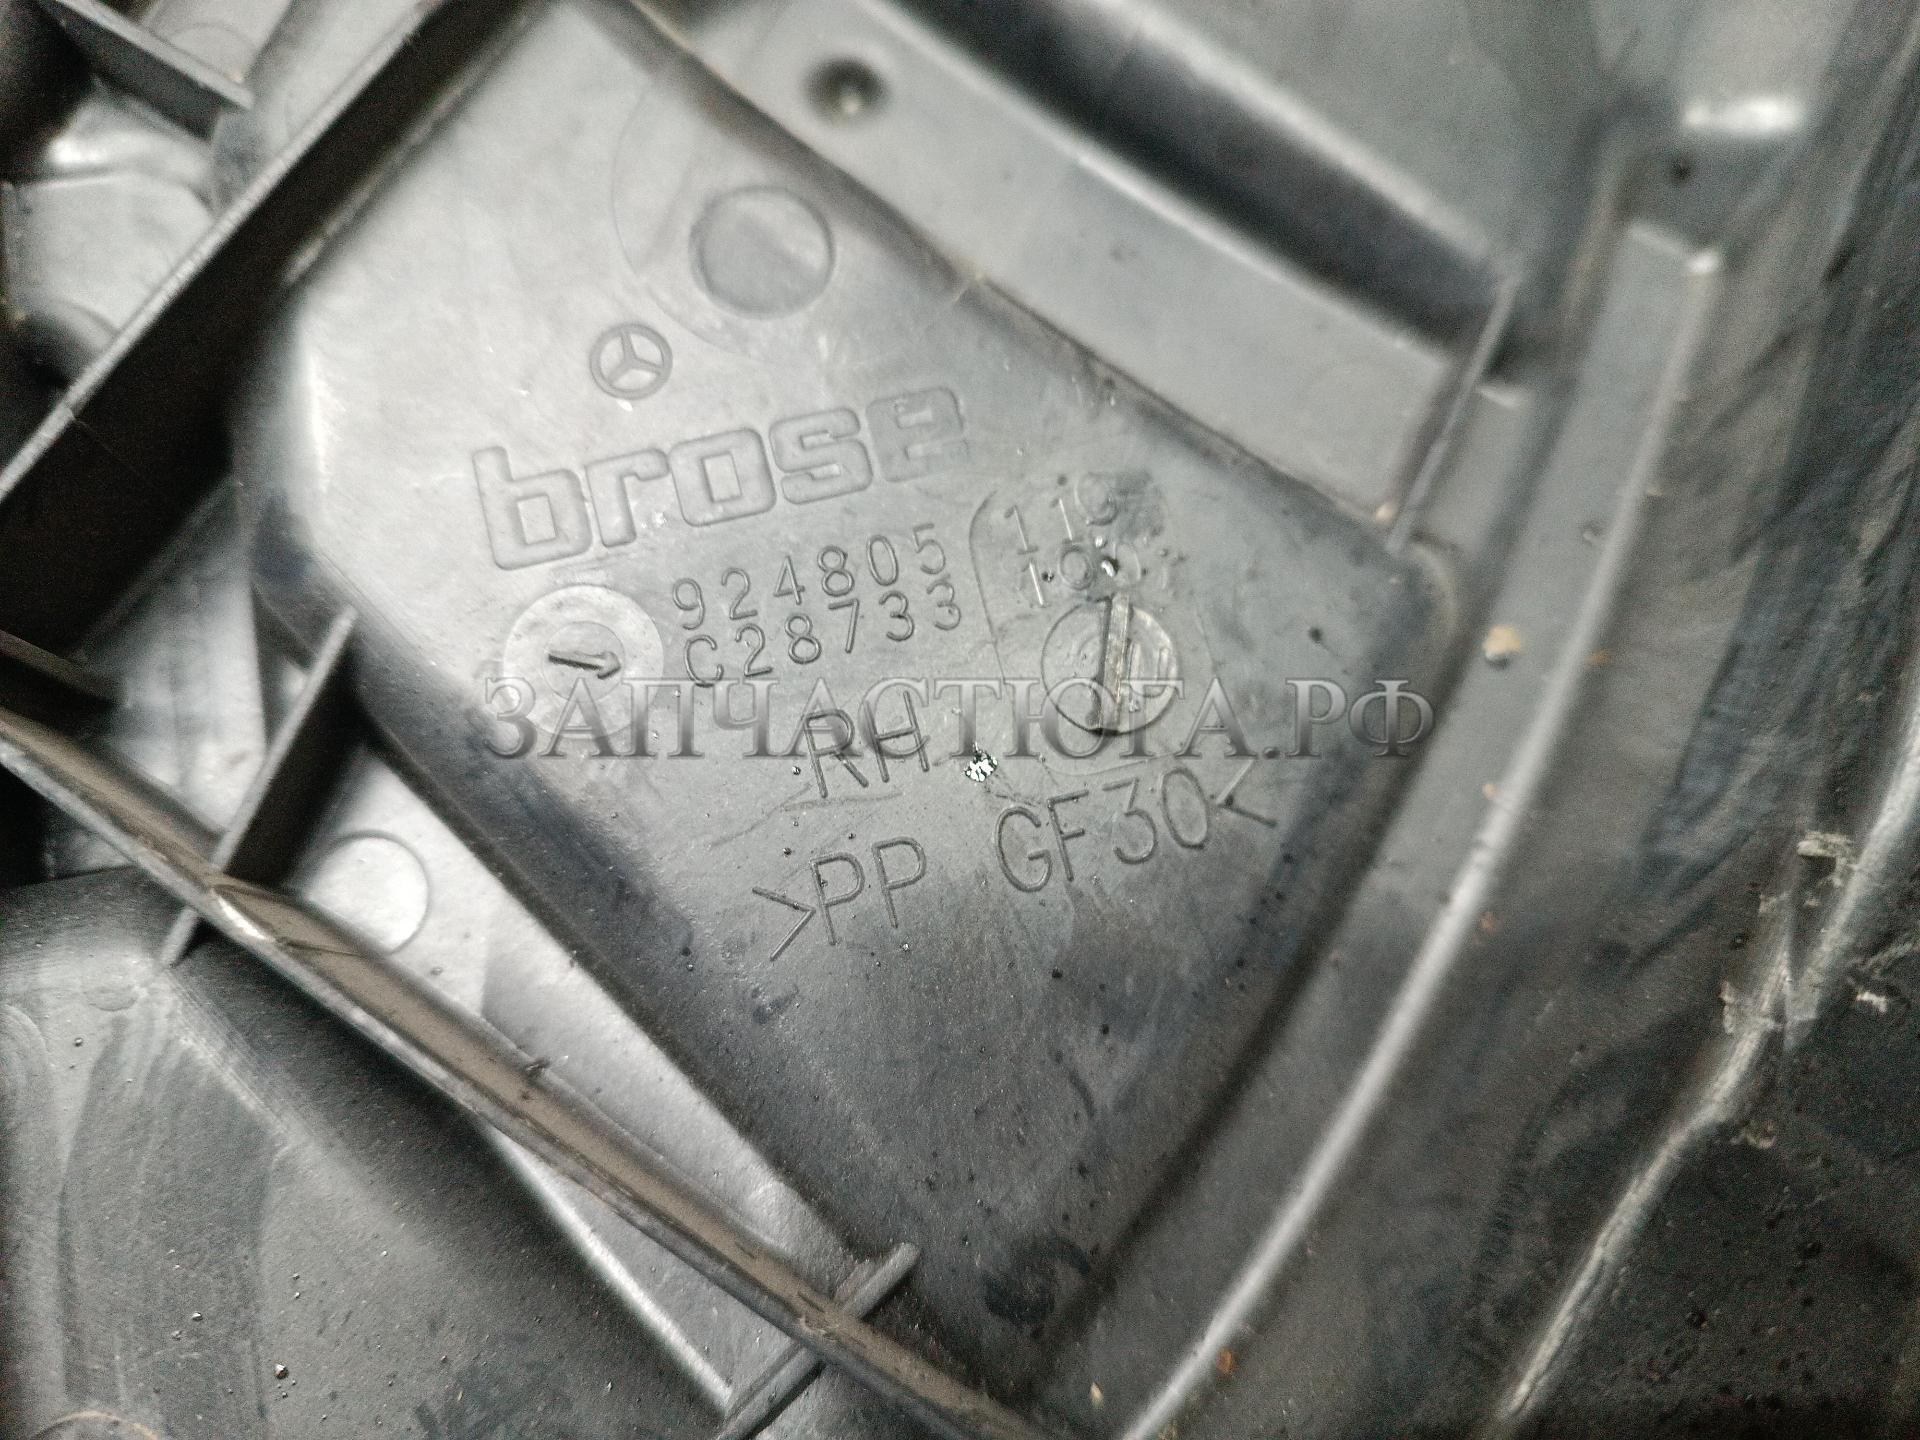 brose
924805
C28733
RH
>PP GF30<
ЗАПЧАСТЮГА.РФ